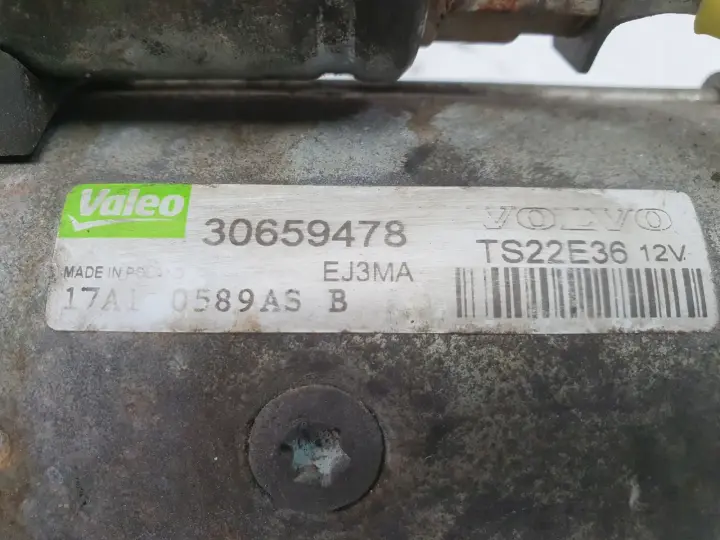 Valeo 30659478 VOLVO
EJ3MA TS22E36 12V
MADE IN
0589AS B